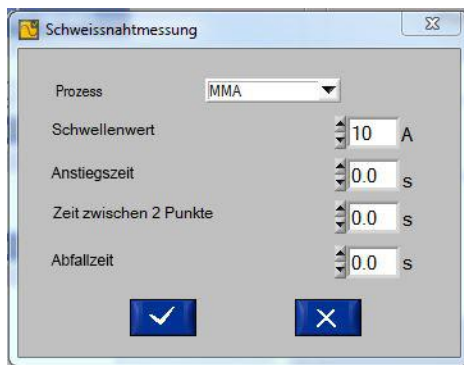 Schweissnahtmessung
Prozess MMA
Schwellenwert 10 A
Anstiegszeit 0.0 s
Zeit zwischen 2 Punkte 0.0 s
Abfallzeit 0.0 s